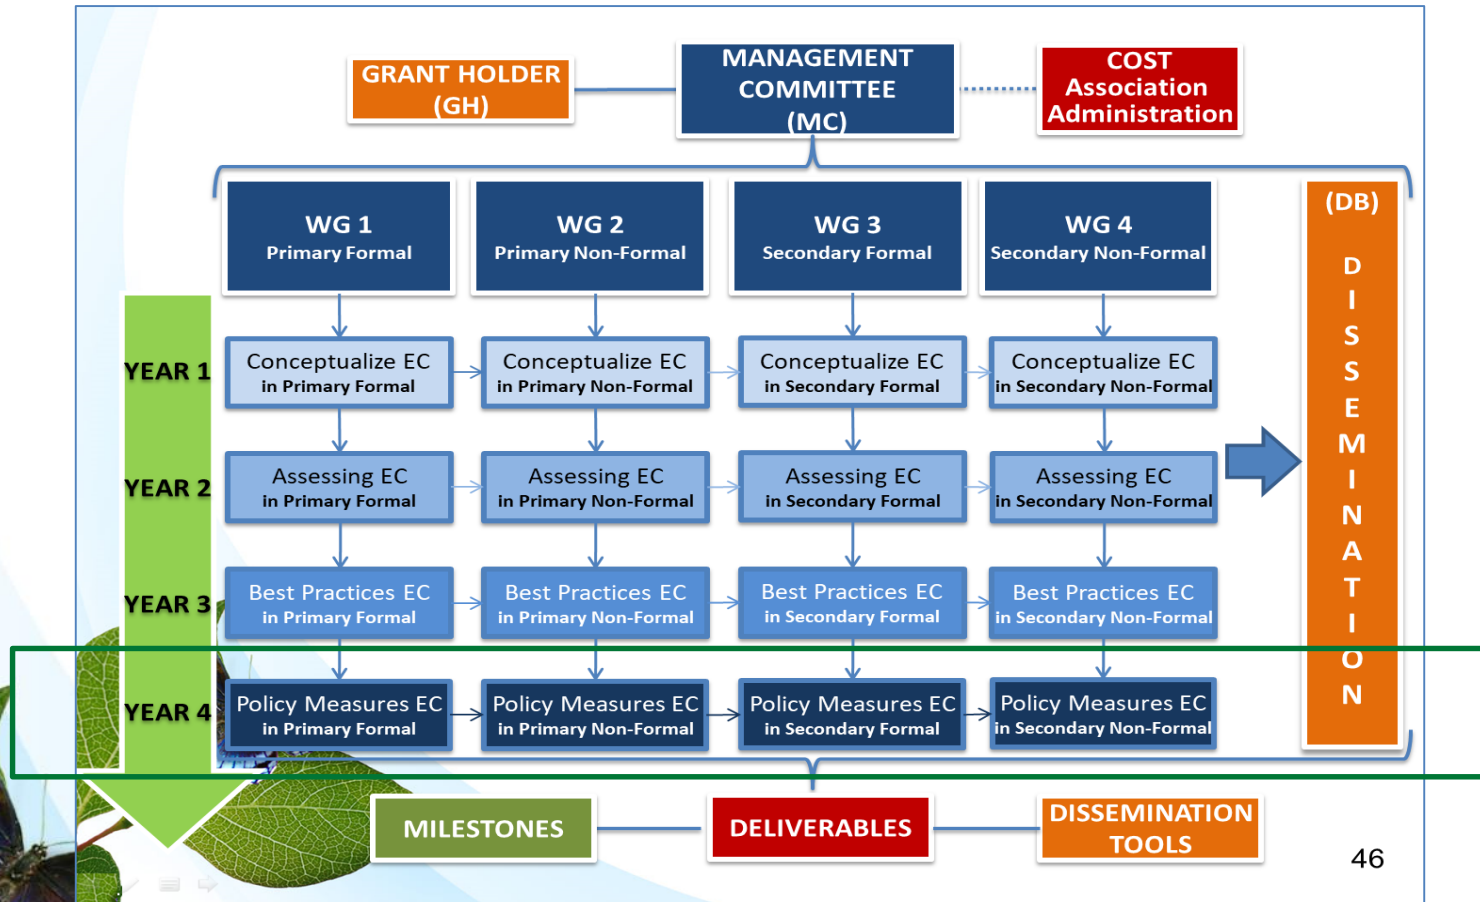 GRANT HOLDER
(GH)
MANAGEMENT
COMMITTEE
(MC)
COST
Association
Administration
WG 1
Primary Formal
WG 2
Primary Non-Formal
WG 3
Secondary Formal
WG 4
Secondary Non-Formal
(DB)
D
I
S
S
E
M
I
N
A
T
I
O
N
YEAR 1
Conceptualize EC
in Primary Formal
Conceptualize EC
in Primary Non-Formal
Conceptualize EC
in Secondary Formal
Conceptualize EC
in Secondary Non-Formal
YEAR 2
Assessing EC
in Primary Formal
Assessing EC
in Primary Non-Formal
Assessing EC
in Secondary Formal
Assessing EC
in Secondary Non-Formal
YEAR 3
Best Practices EC
in Primary Formal
Best Practices EC
in Primary Non-Formal
Best Practices EC
in Secondary Formal
Best Practices EC
in Secondary Non-Formal
YEAR 4
Policy Measures EC
in Primary Formal
Policy Measures EC
in Primary Non-Formal
Policy Measures EC
in Secondary Formal
Policy Measures EC
in Secondary Non-Formal
MILESTONES
DELIVERABLES
DISSEMINATION
TOOLS
46